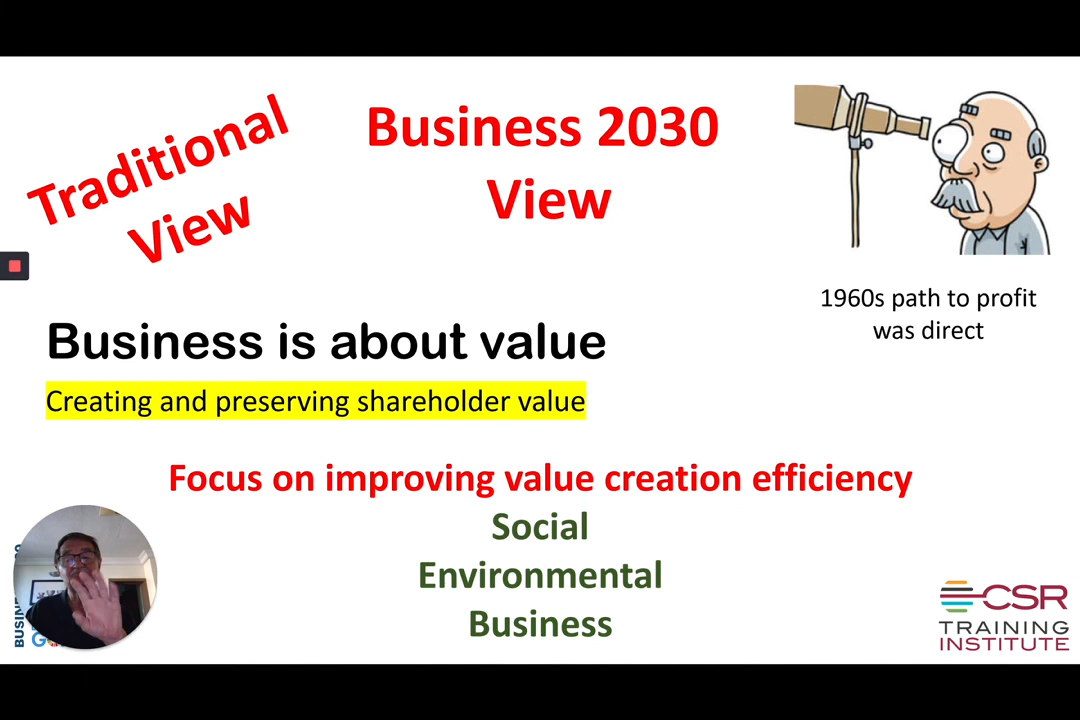 Traditional
View
Business 2030
View
1960s path to profit
was direct
Business is about value
Creating and preserving shareholder value
Focus on improving value creation efficiency
Social
Environmental
Business
CSR
TRAINING
INSTITUTE